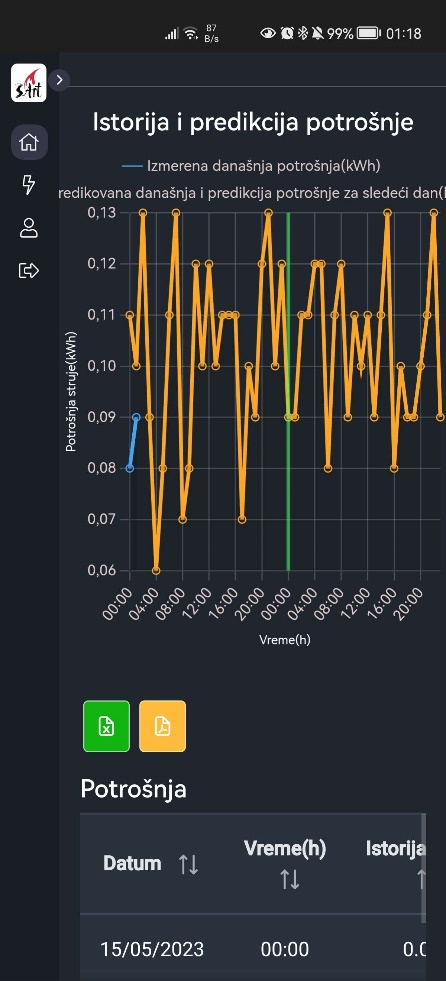 87
B/s
99%
01:18
SArt
Istorija i predikcija potrošnje
Izmerena današnja potrošnja(kWh)
redikovana današnja i predikcija potrošnje za sledeći dan(
0,13
0,12
0,11
0,10
0,09
0,08
0,07
0,06
Potrošnja struje(kWh)
00:00 04:00 08:00 12:00 16:00 20:00 00:00 04:00 08:00 12:00 16:00 20:00
Vreme(h)
Potrošnja
Datum Vreme(h) Istorija
15/05/2023 00:00 0.0